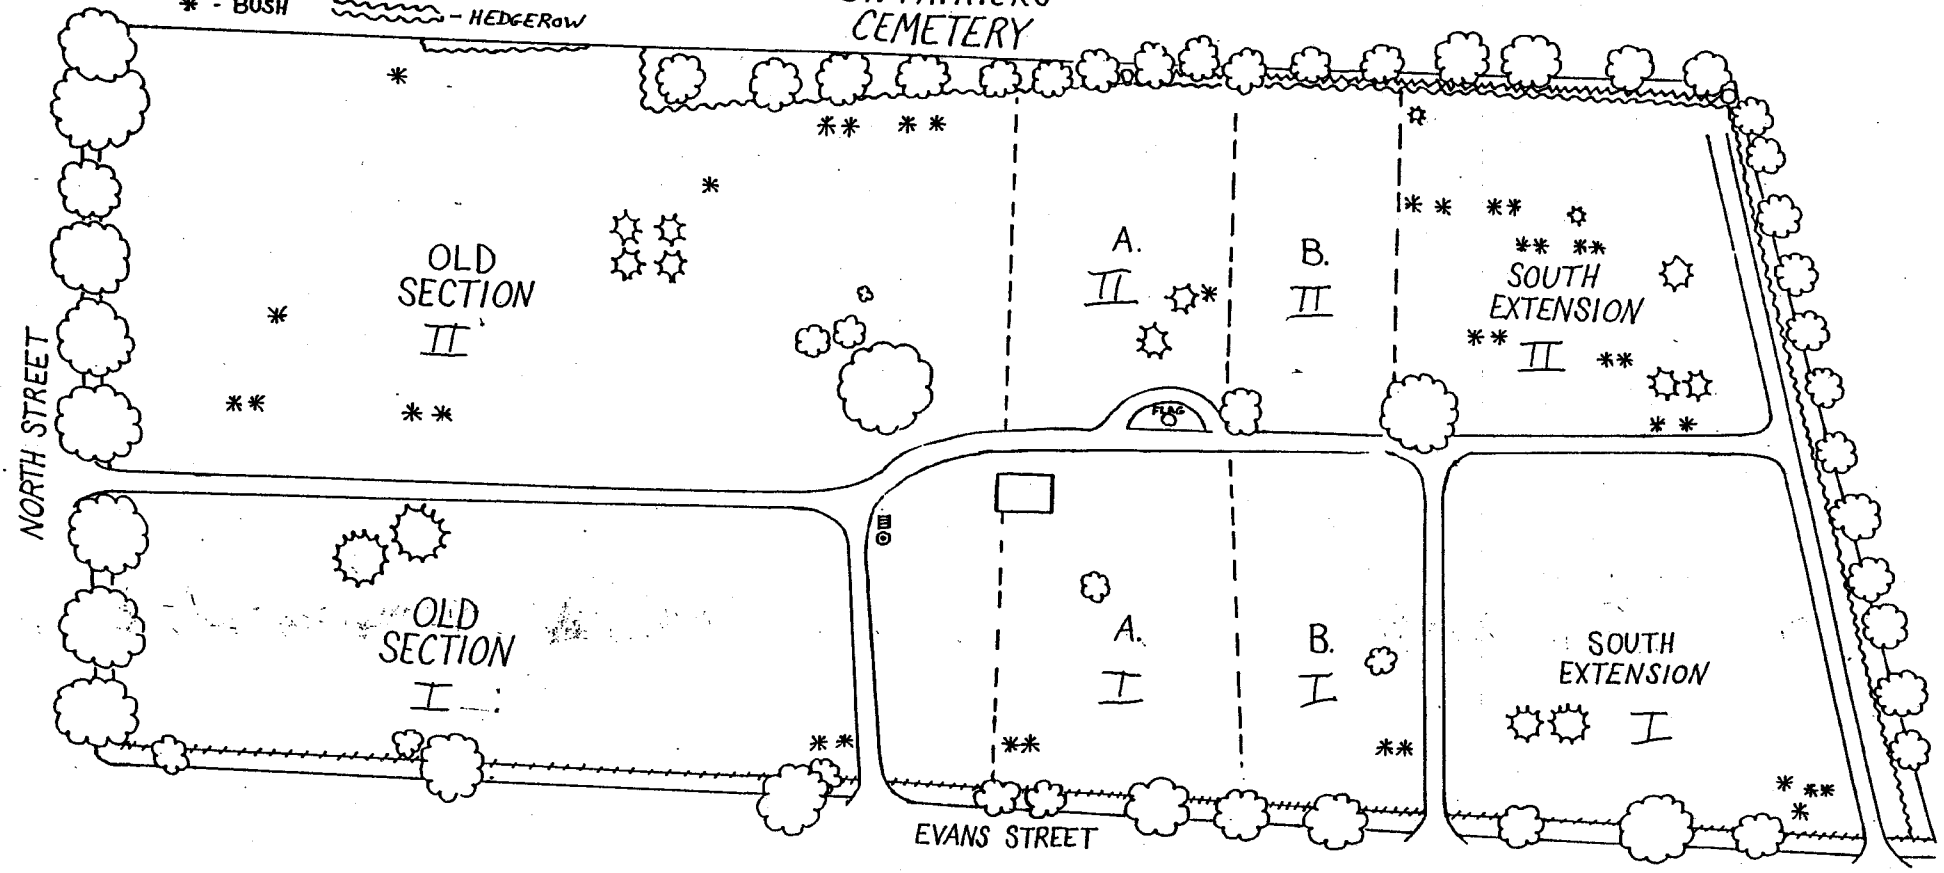 * - BUSH
- HEDGEROW
CEMETERY
OLD
SECTION
II
A.
II
B.
II
SOUTH
EXTENSION
II
FLAG
NORTH STREET
OLD
SECTION
I
A.
I
B.
I
SOUTH
EXTENSION
I
EVANS STREET